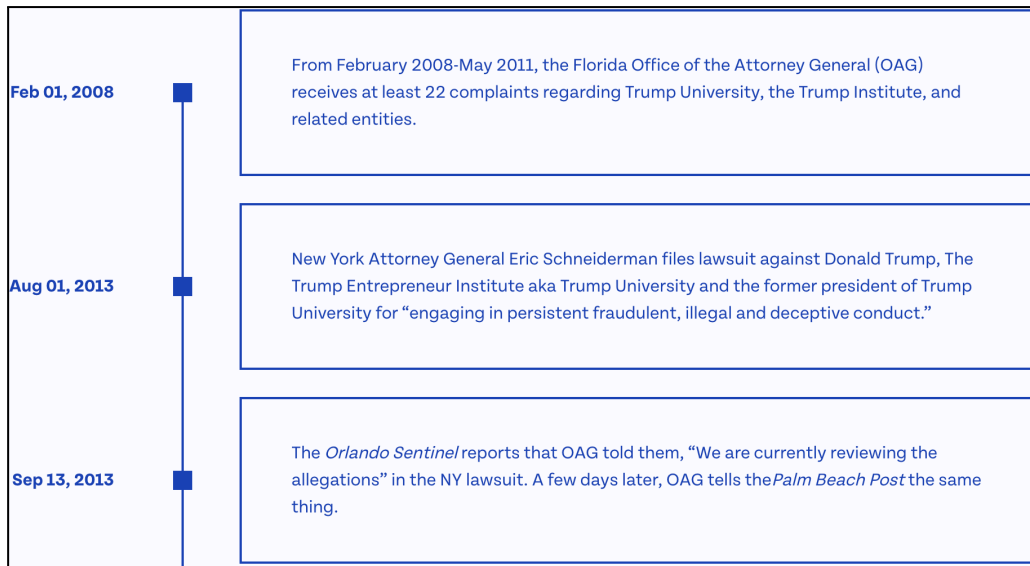 Feb 01, 2008
From February 2008-May 2011, the Florida Office of the Attorney General (OAG)
receives at least 22 complaints regarding Trump University, the Trump Institute, and
related entities.
Aug 01, 2013
New York Attorney General Eric Schneiderman files lawsuit against Donald Trump, The
Trump Entrepreneur Institute aka Trump University and the former president of Trump
University for “engaging in persistent fraudulent, illegal and deceptive conduct.”
Sep 13, 2013
The Orlando Sentinel reports that OAG told them, “We are currently reviewing the
allegations” in the NY lawsuit. A few days later, OAG tells thePalm Beach Post the same
thing.